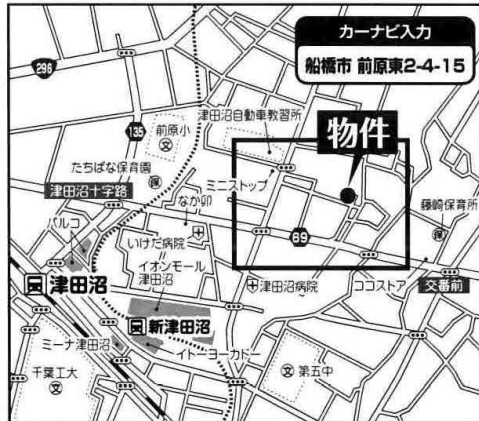 カーナビ入力
船橋市 前原東2-4-15
296
津田沼自動車教習所
物件
135
前原小
文
たちばな保育園
保
ミニストップ
津田沼十字路
なか卯
藤崎保育所
保
パルコ
69
いけだ病院
イオンモール
津田沼
津田沼
津田沼病院
ココストア
交番前
新津田沼
ミーナ津田沼
イトーヨーカドー
千葉工大
文
文
第五中